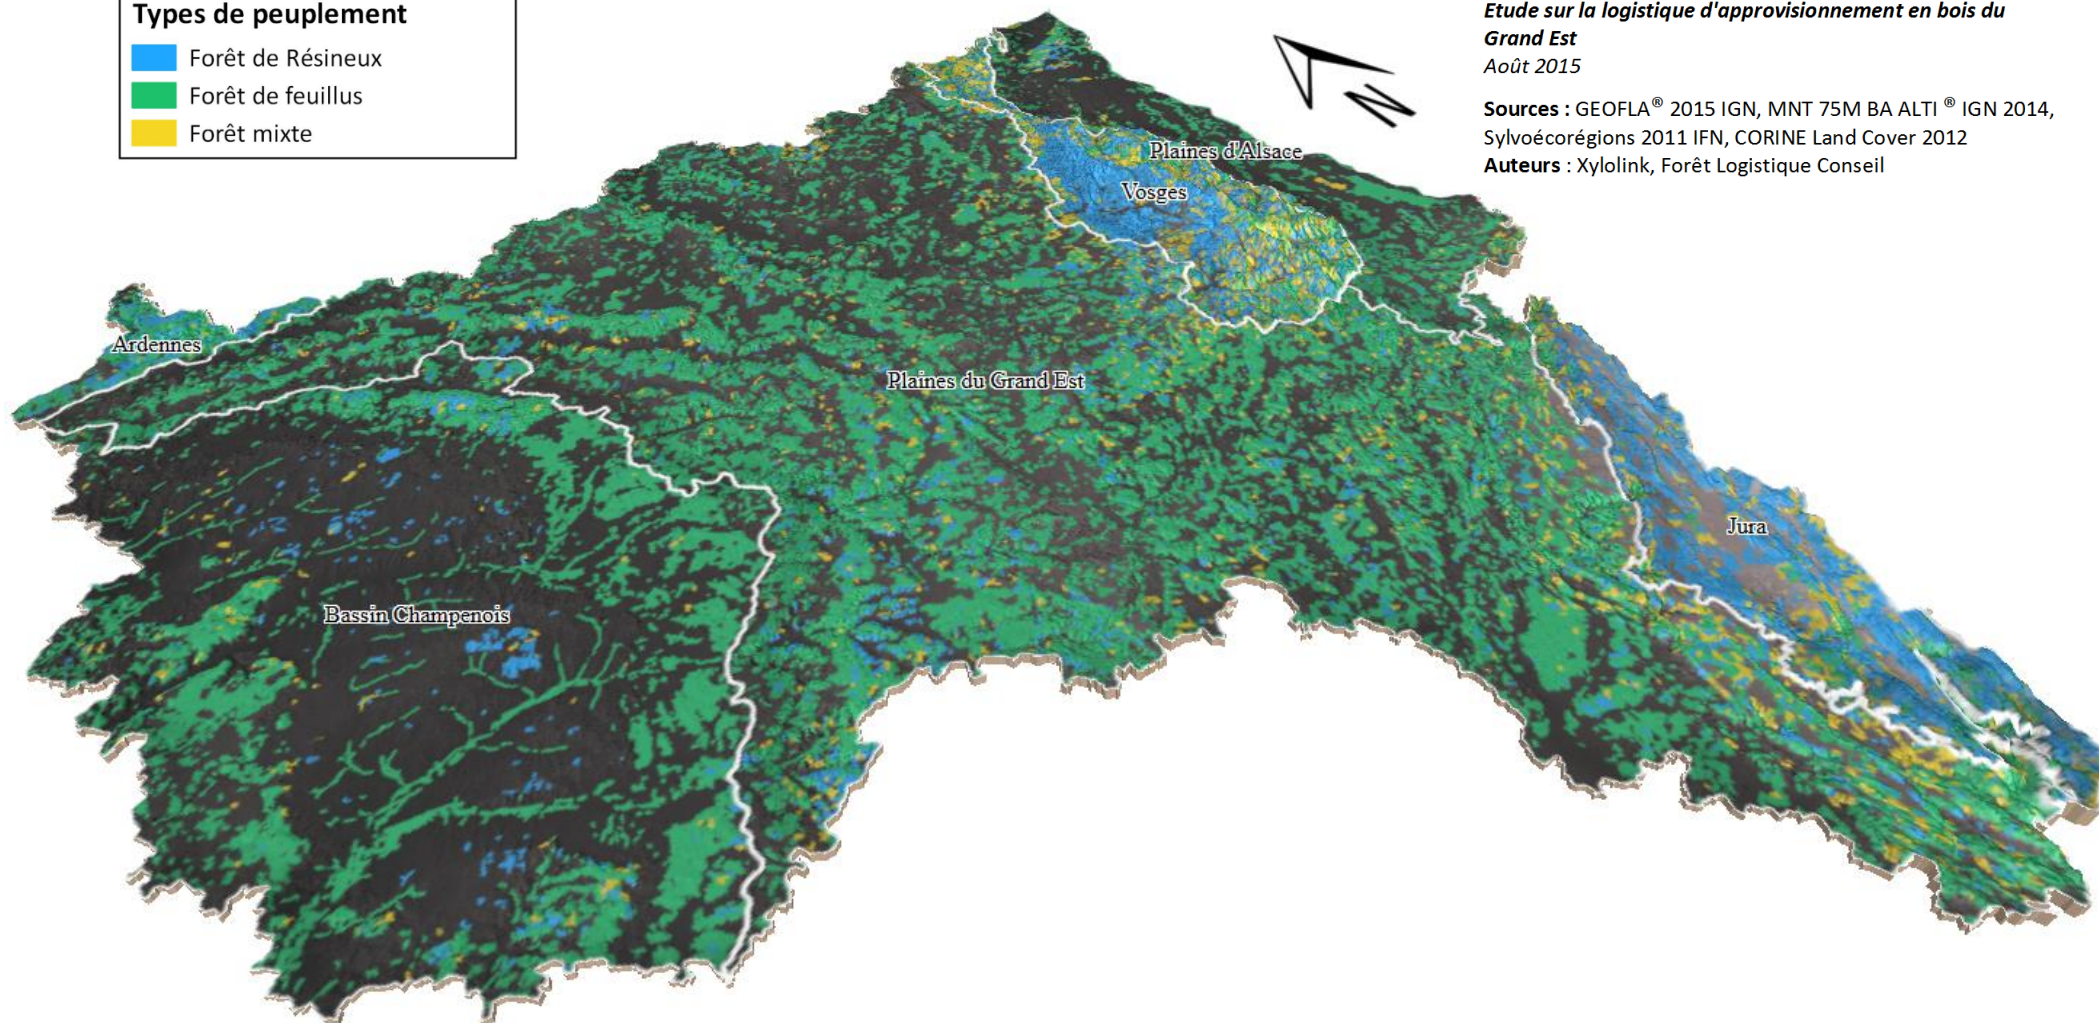 Types de peuplement
Forêt de Résineux
Forêt de feuillus
Forêt mixte
Etude sur la logistique d'approvisionnement en bois du
Grand Est
Août 2015
Sources : GEOFLA® 2015 IGN, MNT 75M BA ALTI ® IGN 2014,
Sylvoécorégions 2011 IFN, CORINE Land Cover 2012
Auteurs : Xylolink, Forêt Logistique Conseil
N
Plaines d'Alsace
Vosges
Ardennes
Plaines du Grand Est
Jura
Bassin Champenois